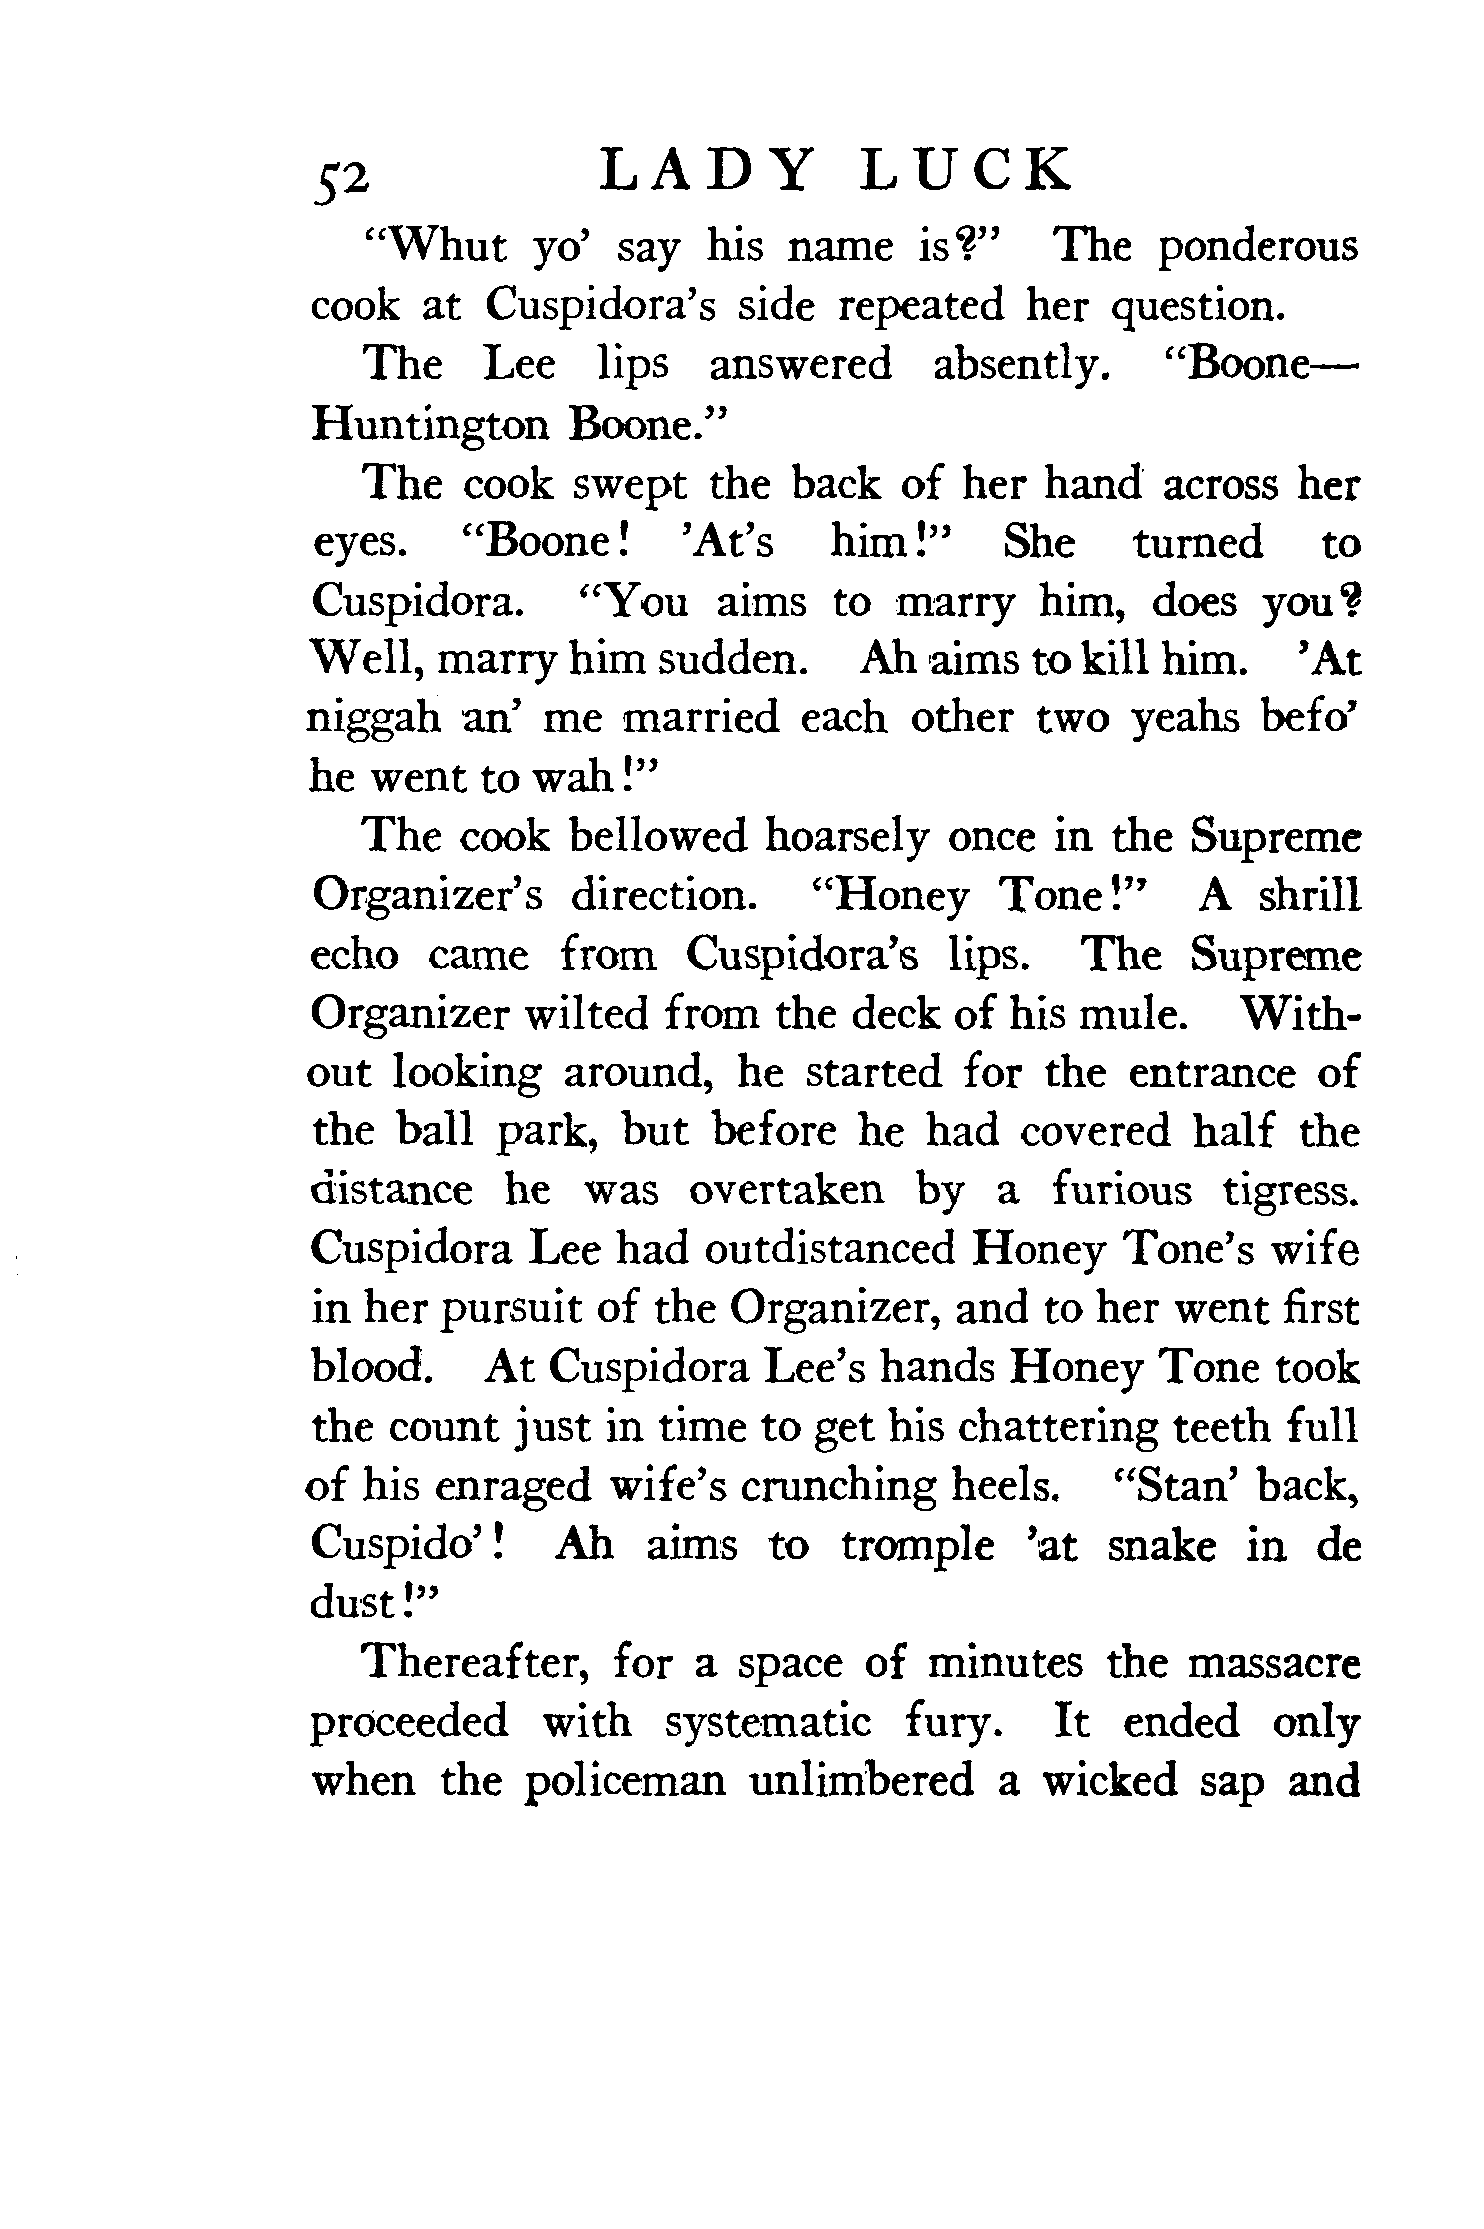 52 LADY LUCK
“Whut yo’ say his name is?” The ponderous
cook at Cuspidora’s side repeated her question.
The Lee lips answered absently. “Boone—
Huntington Boone.”
The cook swept the back of her hand across her
eyes. “Boone! ’At’s him!” She turned to
Cuspidora. “You aims to marry him, does you?
Well, marry him sudden. Ah aims to kill him. ’At
niggah an’ me married each other two yeahs befo’
he went to wah!”
The cook bellowed hoarsely once in the Supreme
Organizer’s direction. “Honey Tone!” A shrill
echo came from Cuspidora’s lips. The Supreme
Organizer wilted from the deck of his mule. With-
out looking around, he started for the entrance of
the ball park, but before he had covered half the
distance he was overtaken by a furious tigress.
Cuspidora Lee had outdistanced Honey Tone’s wife
in her pursuit of the Organizer, and to her went first
blood. At Cuspidora Lee’s hands Honey Tone took
the count just in time to get his chattering teeth full
of his enraged wife’s crunching heels. “Stan’ back,
Cuspido’! Ah aims to tromple ’at snake in de
dust!”
Thereafter, for a space of minutes the massacre
proceeded with systematic fury. It ended only
when the policeman unlimbered a wicked sap and